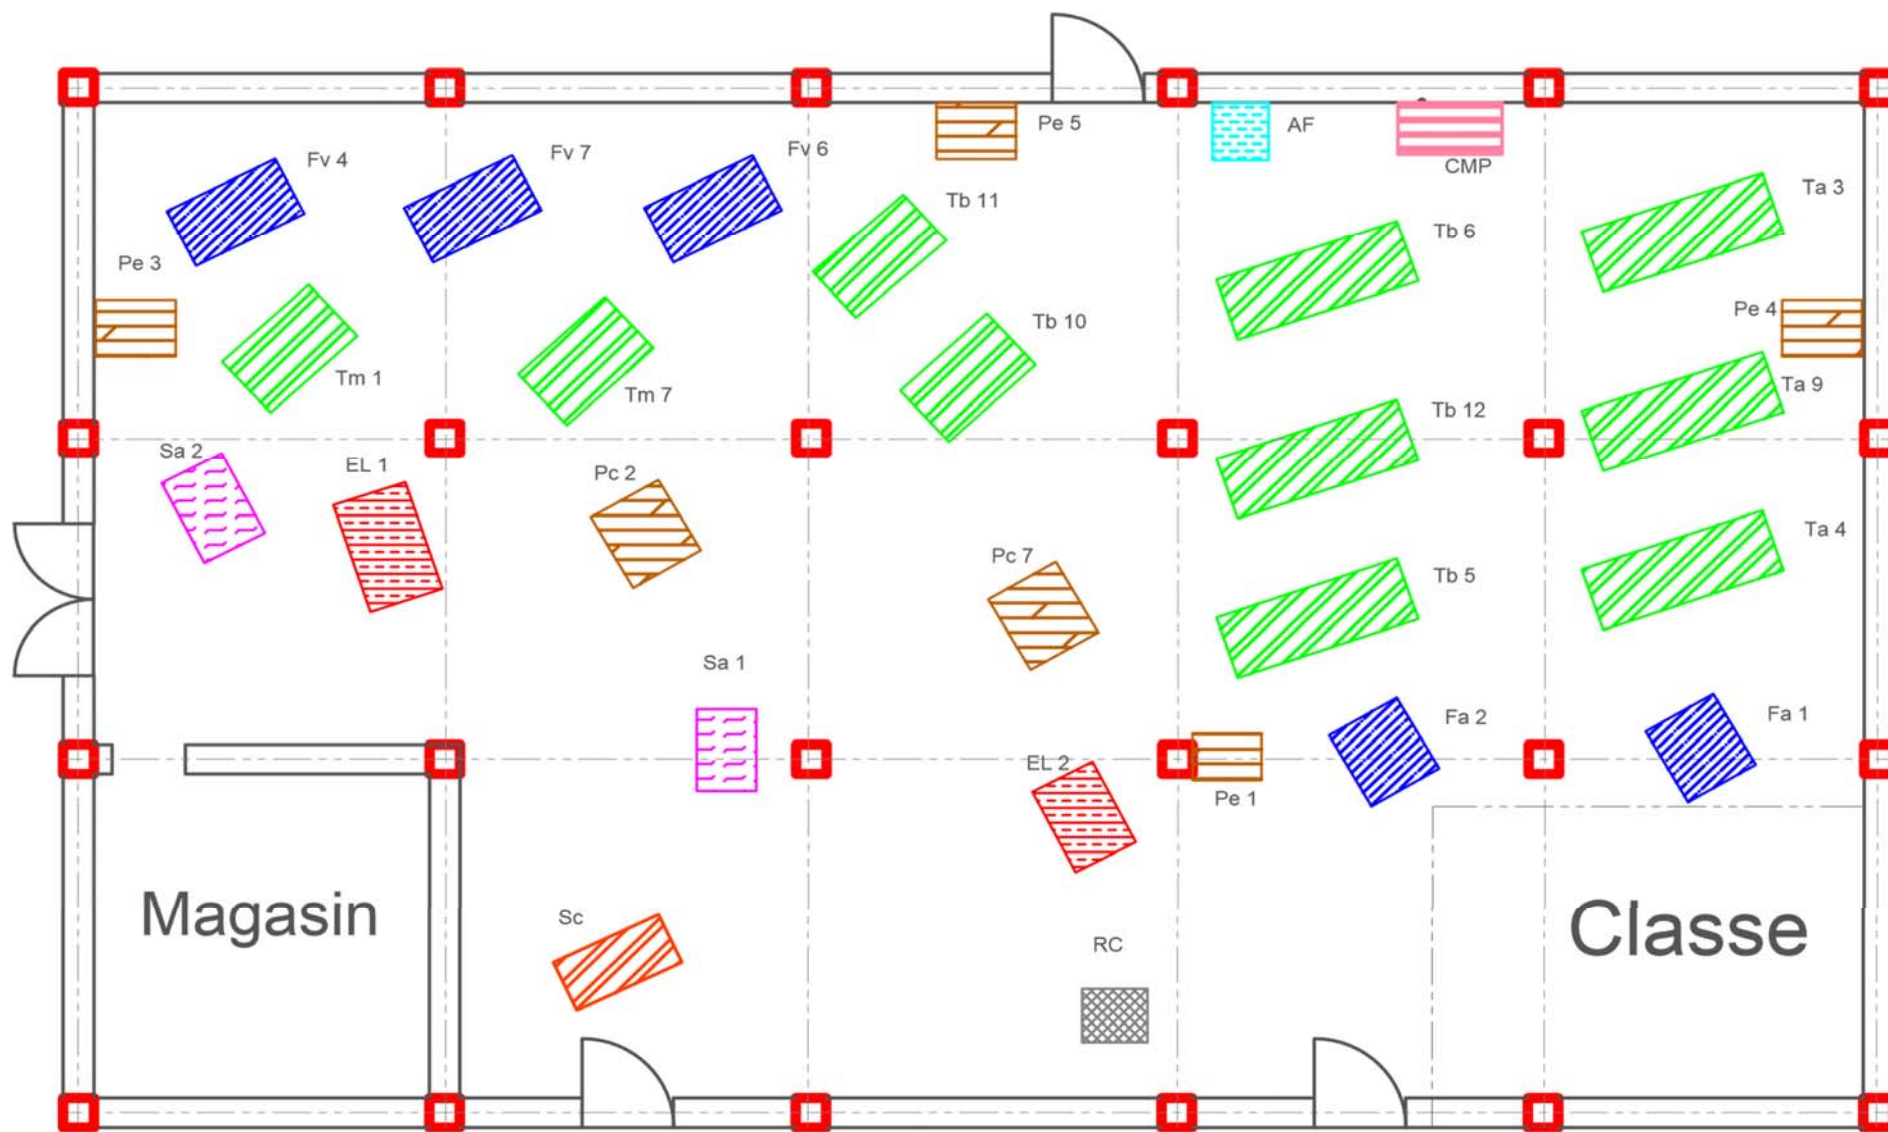 Pe 5
AF
Fv 4
Fv 7
Fv 6
CMP
Ta 3
Tb 11
Tb 6
Pe 3
Pe 4
Tb 10
Tm 1
Tm 7
Ta 9
Tb 12
Sa 2
EL 1
Pc 2
Ta 4
Pc 7
Tb 5
Sa 1
Fa 2
Fa 1
EL 2
Pe 1
Magasin
Sc
Classe
RC